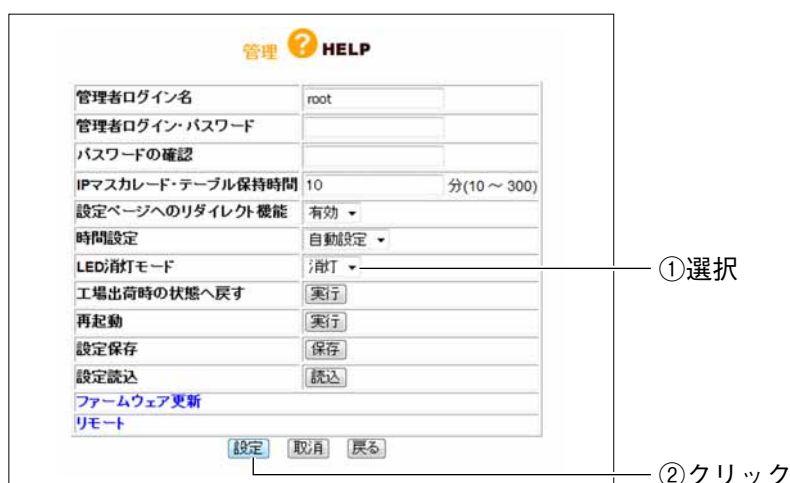 管理 ? HELP
管理者ログイン名 root
管理者ログイン・パスワード
パスワードの確認
IPマスカレード・テーブル保持時間 10 分(10 ～ 300)
設定ページへのリダイレクト機能 有効
時間設定 自動設定
LED消灯モード 消灯 ①選択
工場出荷時の状態へ戻す 実行
再起動 実行
設定保存 保存
設定読込 読込
ファームウェア更新
リモート
設定 取消 戻る ②クリック